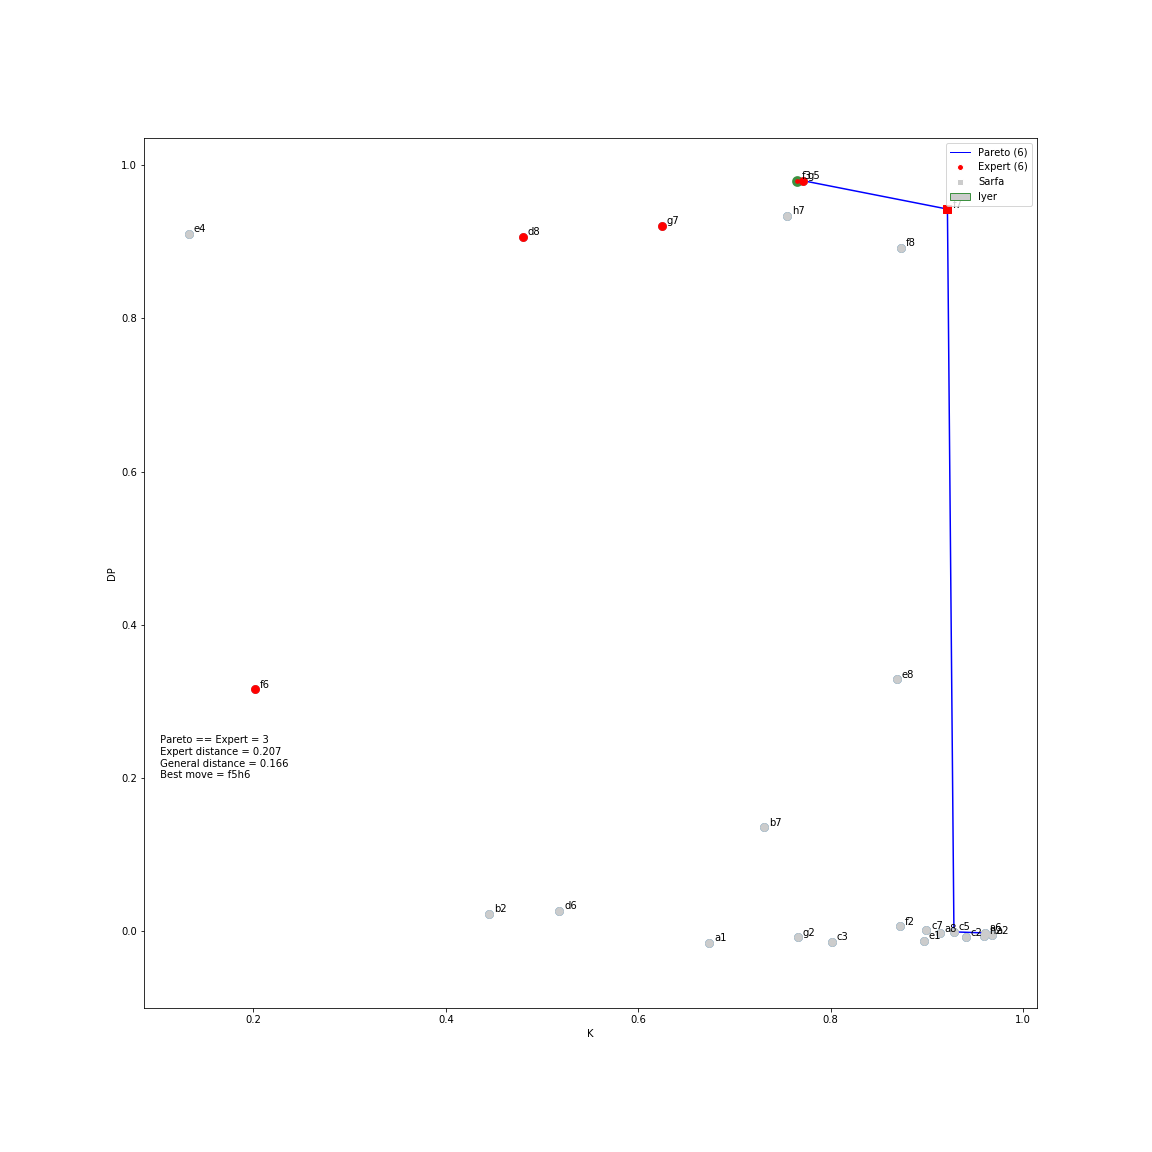 1.0
0.8
0.6
0.4
0.2
0.0
DP
0.2
0.4
0.6
0.8
1.0
K
Pareto (6)
Expert (6)
Sarfa
Iyer
g5
h7
f8
e4
d8
g7
f6
e8
Pareto == Expert = 3
Expert distance = 0.207
General distance = 0.166
Best move = f5h6
b7
b2
d6
a1
g2
c3
f2
c7
e1
a8
c5
c2